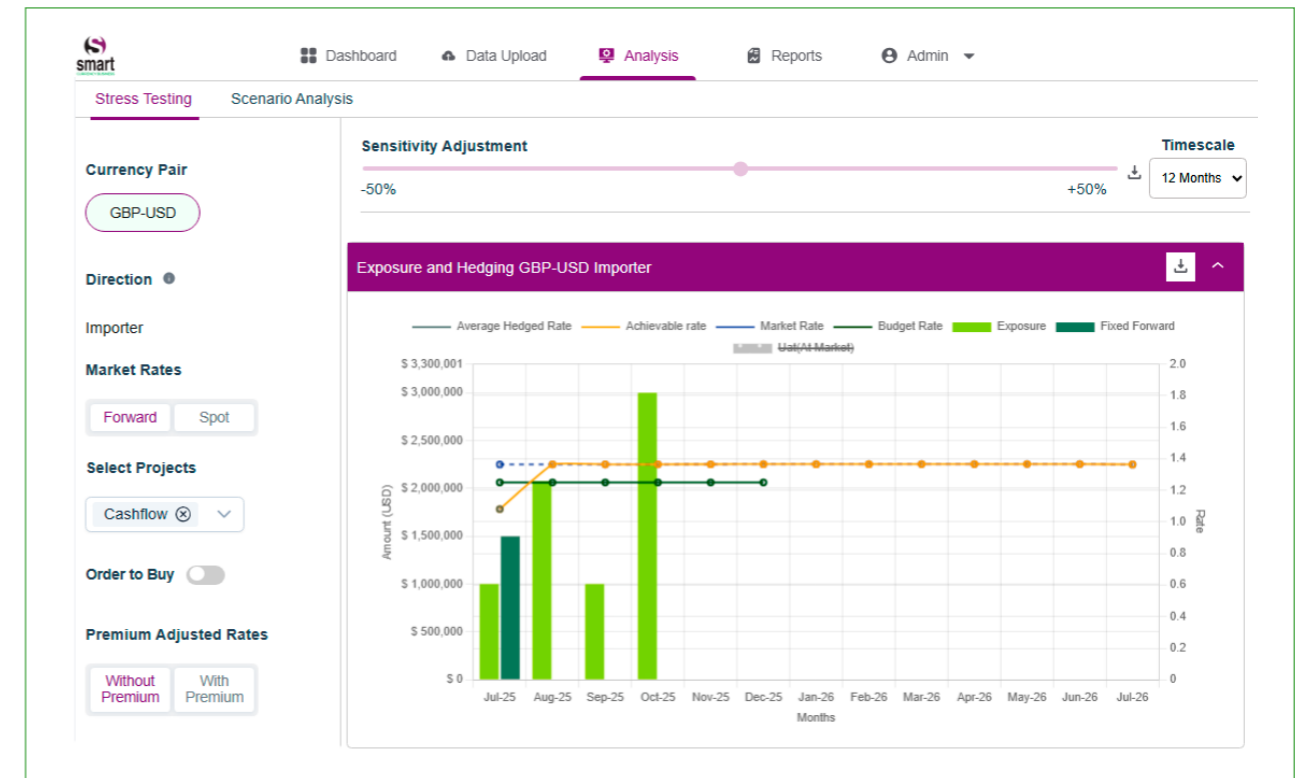 smart
Dashboard
Data Upload
Analysis
Reports
Admin
Stress Testing
Scenario Analysis
Currency Pair
GBP-USD
Direction
Importer
Market Rates
Forward
Spot
Select Projects
Cashflow
Order to Buy
Premium Adjusted Rates
Without
Premium
With
Premium
Sensitivity Adjustment
-50%
+50%
Timescale
12 Months
Exposure and Hedging GBP-USD Importer
Average Hedged Rate
Achievable rate
Market Rate
Budget Rate
Exposure
Fixed Forward
Uat(At Market)
Amount (USD)
$ 3,300,001
$ 3,000,000
$ 2,500,000
$ 2,000,000
$ 1,500,000
$ 1,000,000
$ 500,000
$ 0
2.0
1.8
1.6
1.4
1.2
1.0
0.8
0.6
0.4
0.2
0
Rate
Jul-25 Aug-25 Sep-25 Oct-25 Nov-25 Dec-25 Jan-26 Feb-26 Mar-26 Apr-26 May-26 Jun-26 Jul-26
Months